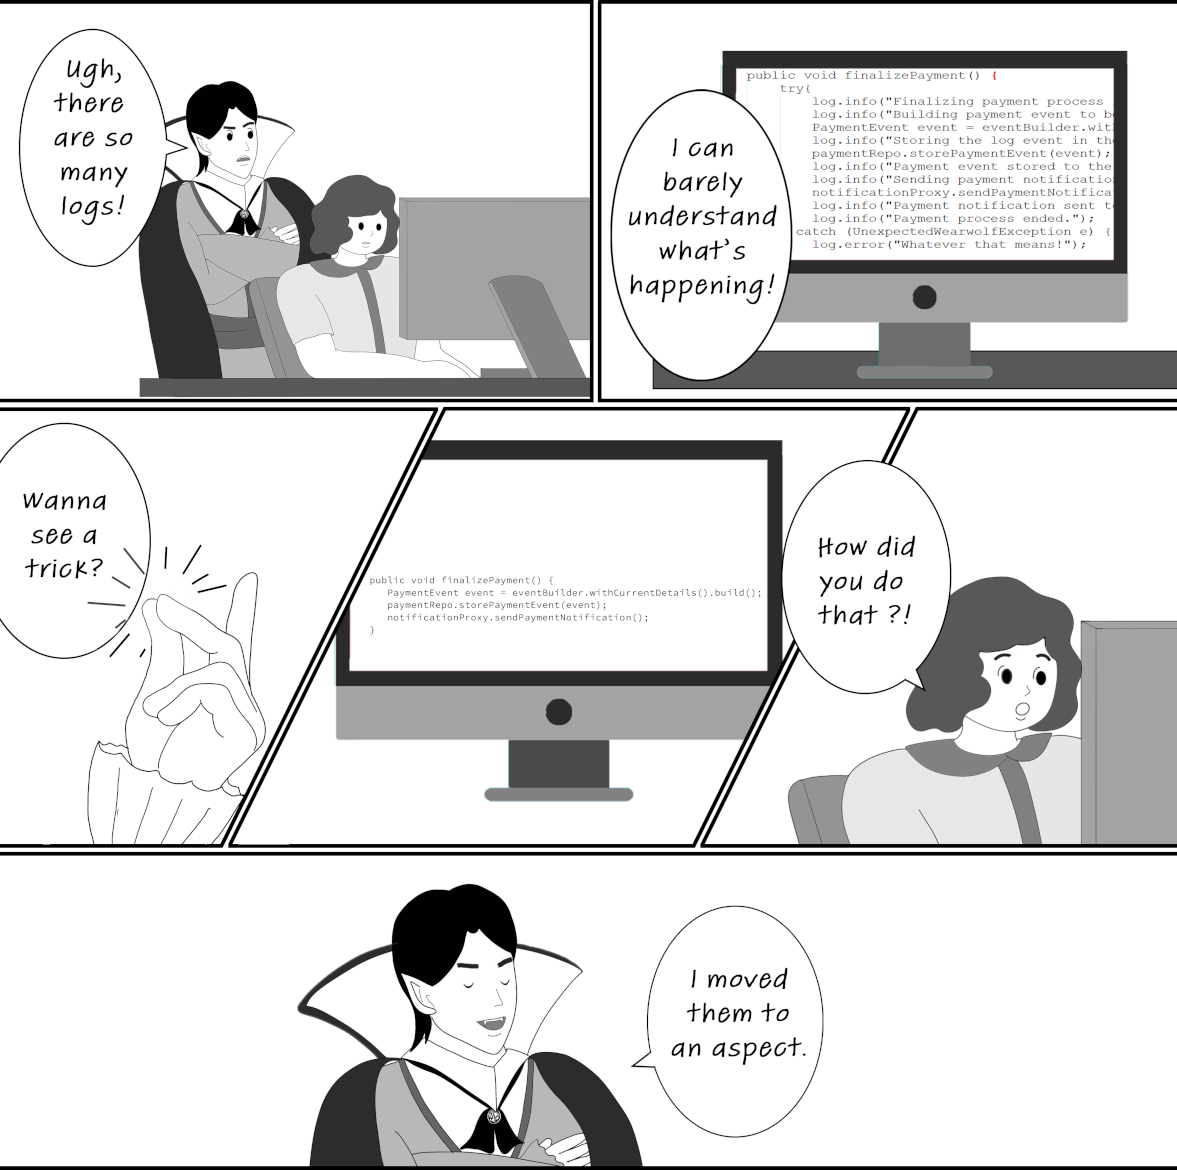 Ugh,
there
are so
many
logs!
I can
barely
understand
what's
happening!
public void finalizePayment() {
try{
log.info("Finalizing payment process
log.info("Building payment event to b
PaymentEvent event = eventBuilder.wit
log.info("Storing the log event in th
paymentRepo.storePaymentEvent(event);
log.info("Payment event stored to the
log.info("Sending payment notificatio
notificationProxy.sendPaymentNotifica
log.info("Payment notification sent t
log.info("Payment process ended.");
catch (UnexpectedWearwolfException e) {
log.error("Whatever that means!");
Wanna
see a
trick?
public void finalizePayment() {
PaymentEvent event = eventBuilder.withCurrentDetails().build();
paymentRepo.storePaymentEvent(event);
notificationProxy.sendPaymentNotification();
}
How did
you do
that ?!
I moved
them to
an aspect.